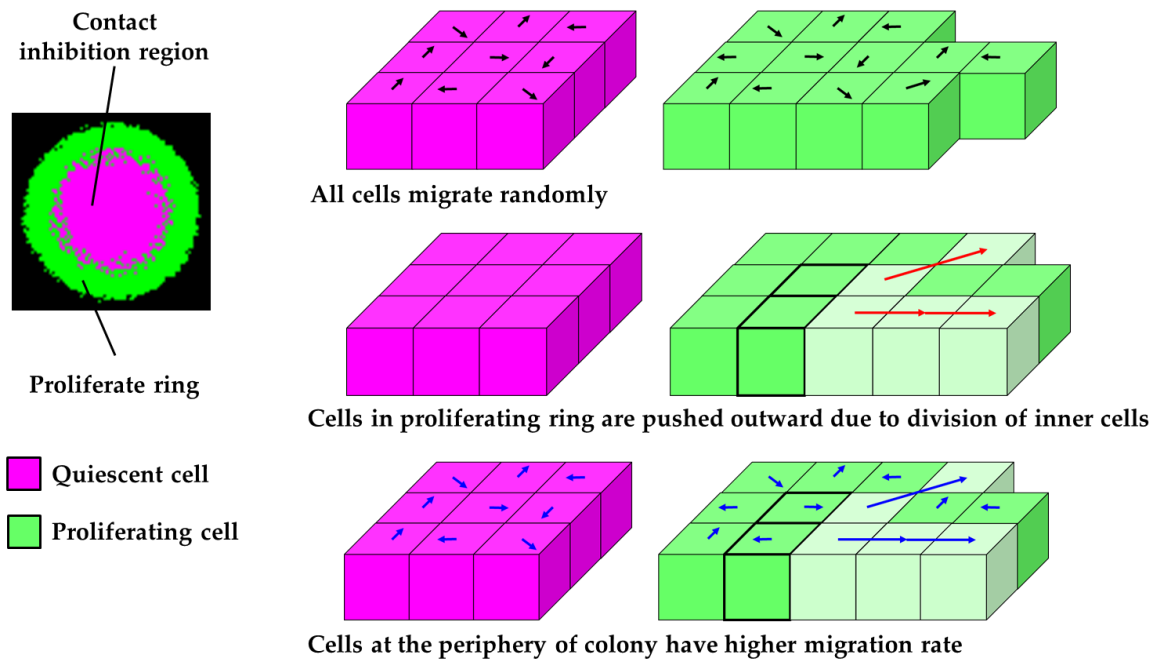 Contact
inhibition region
Proliferate ring
Quiescent cell
Proliferating cell
All cells migrate randomly
Cells in proliferating ring are pushed outward due to division of inner cells
Cells at the periphery of colony have higher migration rate